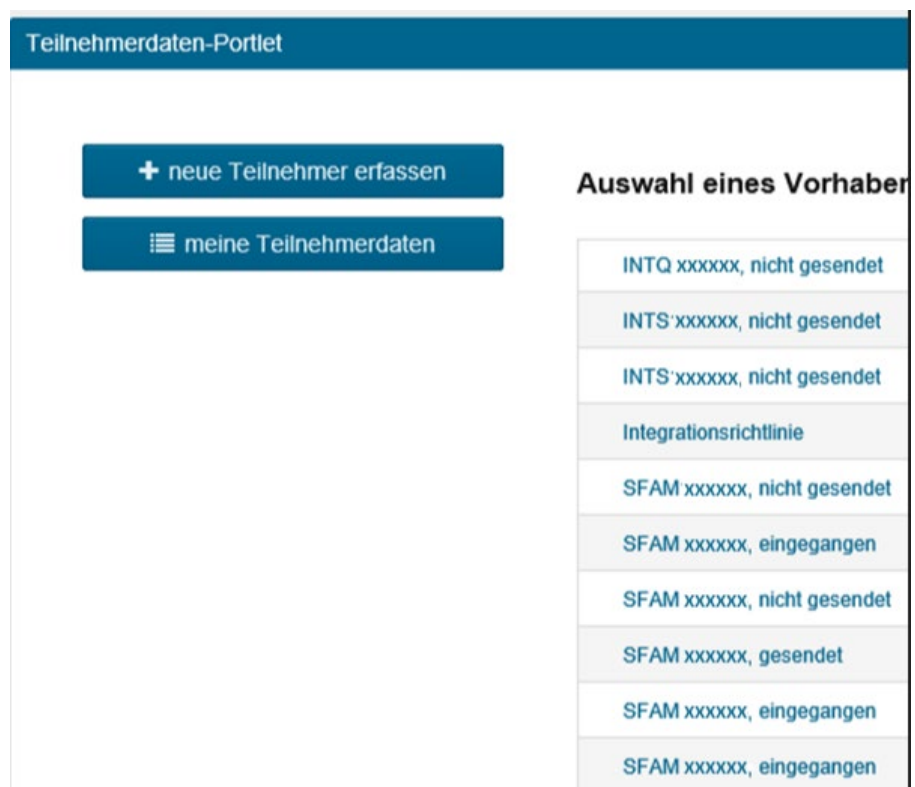 Teilnehmerdaten-Portlet
neue Teilnehmer erfassen
meine Teilnehmerdaten
Auswahl eines Vorhaber
INTQ xxxxxx, nicht gesendet
INTS xxxxxx, nicht gesendet
INTS xxxxxx, nicht gesendet
Integrationsrichtlinie
SFAM xxxxxx, nicht gesendet
SFAM xxxxxx, eingegangen
SFAM xxxxxx, nicht gesendet
SFAM xxxxxx, gesendet
SFAM xxxxxx, eingegangen
SFAM xxxxxx, eingegangen